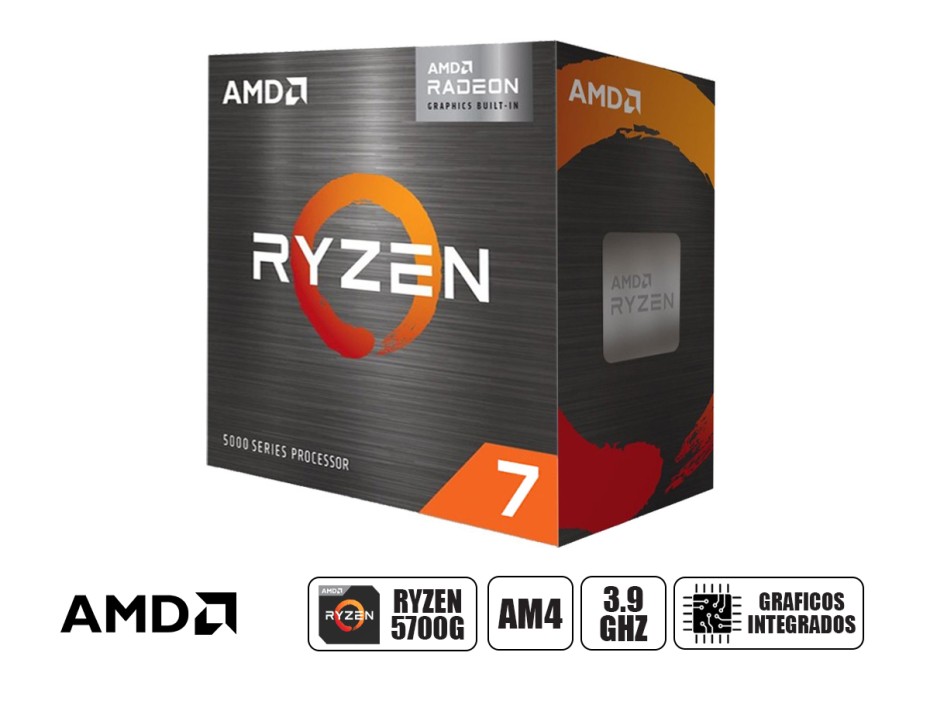 AMD
AMD
RADEON
GRAPHICS BUILT-IN
AMD
RYZEN
AMD
RYZEN
5000 SERIES PROCESSOR
7
AMD
AMD
RYZEN
RYZEN
5700G
AM4
3.9
GHZ
GRAFICOS
INTEGRADOS